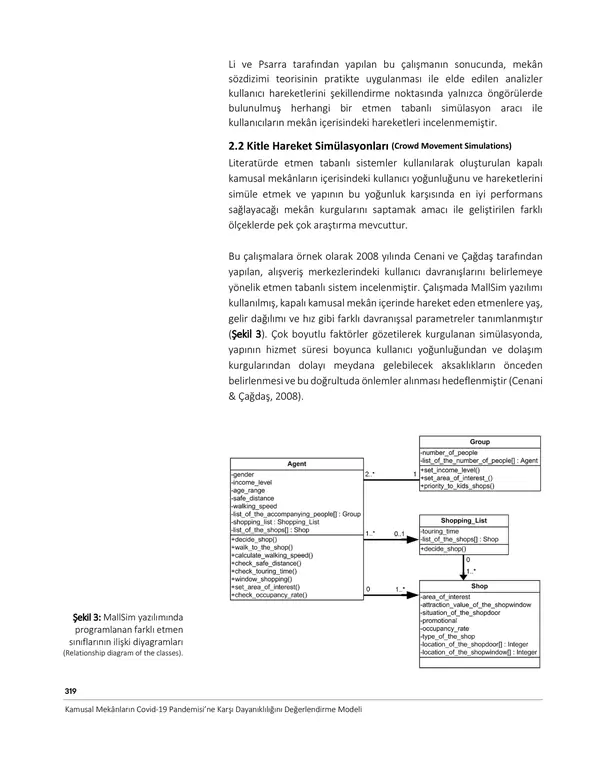 Li ve Psarra tarafından yapılan bu çalışmanın sonucunda, mekân
sözdizimi teorisinin pratikte uygulanması ile elde edilen analizler
kullanıcı hareketlerini şekillendirme noktasında yalnızca öngörülerde
bulunulmuş herhangi bir etmen tabanlı simülasyon aracı ile
kullanıcıların mekân içerisindeki hareketleri incelenmemiştir.
2.2 Kitle Hareket Simülasyonları (Crowd Movement Simulations)
Literatürde etmen tabanlı sistemler kullanılarak oluşturulan kapalı
kamusal mekânların içerisindeki kullanıcı yoğunluğunu ve hareketlerini
simüle etmek ve yapının bu yoğunluk karşısında en iyi performans
sağlayacağı mekân kurgularını saptamak amacı ile geliştirilen farklı
ölçeklerde pek çok araştırma mevcuttur.
Bu çalışmalara örnek olarak 2008 yılında Cenani ve Çağdaş tarafından
yapılan, alışveriş merkezlerindeki kullanıcı davranışlarını belirlemeye
yönelik etmen tabanlı sistem incelenmiştir. Çalışmada MallSim yazılımı
kullanılmış, kapalı kamusal mekân içerisinde hareket eden etmenlere yaş,
gelir dağılımı ve hız gibi farklı davranışsal parametreler tanımlanmıştır
(Şekil 3). Çok boyutlu faktörler gözetilerek kurgulanan simülasyonda,
yapının hizmet süresi boyunca kullanıcı yoğunluğundan ve dolaşım
kurgularından dolayı meydana gelebilecek aksaklıkların önceden
belirlenmesi ve bu doğrultuda önlemler alınması hedeflenmiştir (Cenani
& Çağdaş, 2008).
Agent
-gender
-income_level
-age_range
-safe_distance
-walking_speed
-list_of_the_accompanying_people[] : Group
-shopping_list : Shopping_List
-list_of_the_shops[] : Shop
+decide_shop()
+walk_to_the_shop()
+calculate_walking_speed()
+check_safe_distance()
+check_touring_time()
+window_shopping()
+set_area_of_interest()
+check_occupancy_rate()
2..*
1
Group
-number_of_people
-list_of_the_number_of_people[] : Agent
+set_income_level()
+set_area_of_interest_()
+priority_to_kids_shops()
1..*
0..1
Shopping_List
-touring_time
-list_of_the_shops[] : Shop
+decide_shop()
0
1..*
0
1..*
Shop
-area_of_interest
-attraction_value_of_the_shopwindow
-situation_of_the_shopdoor
-promotional
-occupancy_rate
-type_of_the_shop
-location_of_the_shopdoor[] : Integer
-location_of_the_shopwindow[] : Integer
Şekil 3: MallSim yazılımında
programlanan farklı etmen
sınıflarının ilişki diyagramları
(Relationship diagram of the classes).
319
Kamusal Mekânların Covid-19 Pandemisi'ne Karşı Dayanıklılığını Değerlendirme Modeli